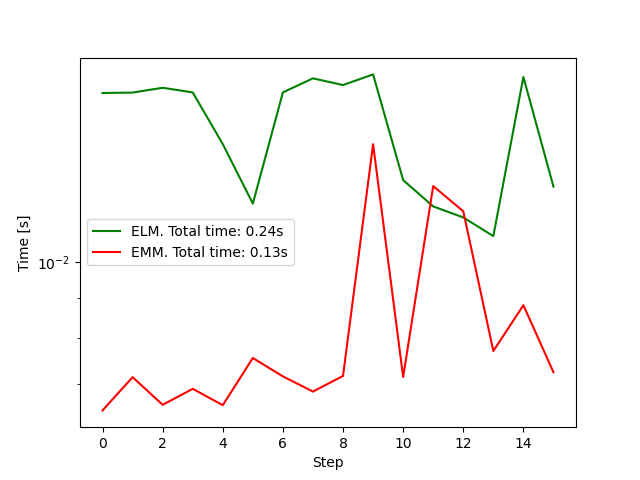 Time [s]
10⁻²
ELM. Total time: 0.24s
EMM. Total time: 0.13s
0 2 4 6 8 10 12 14
Step